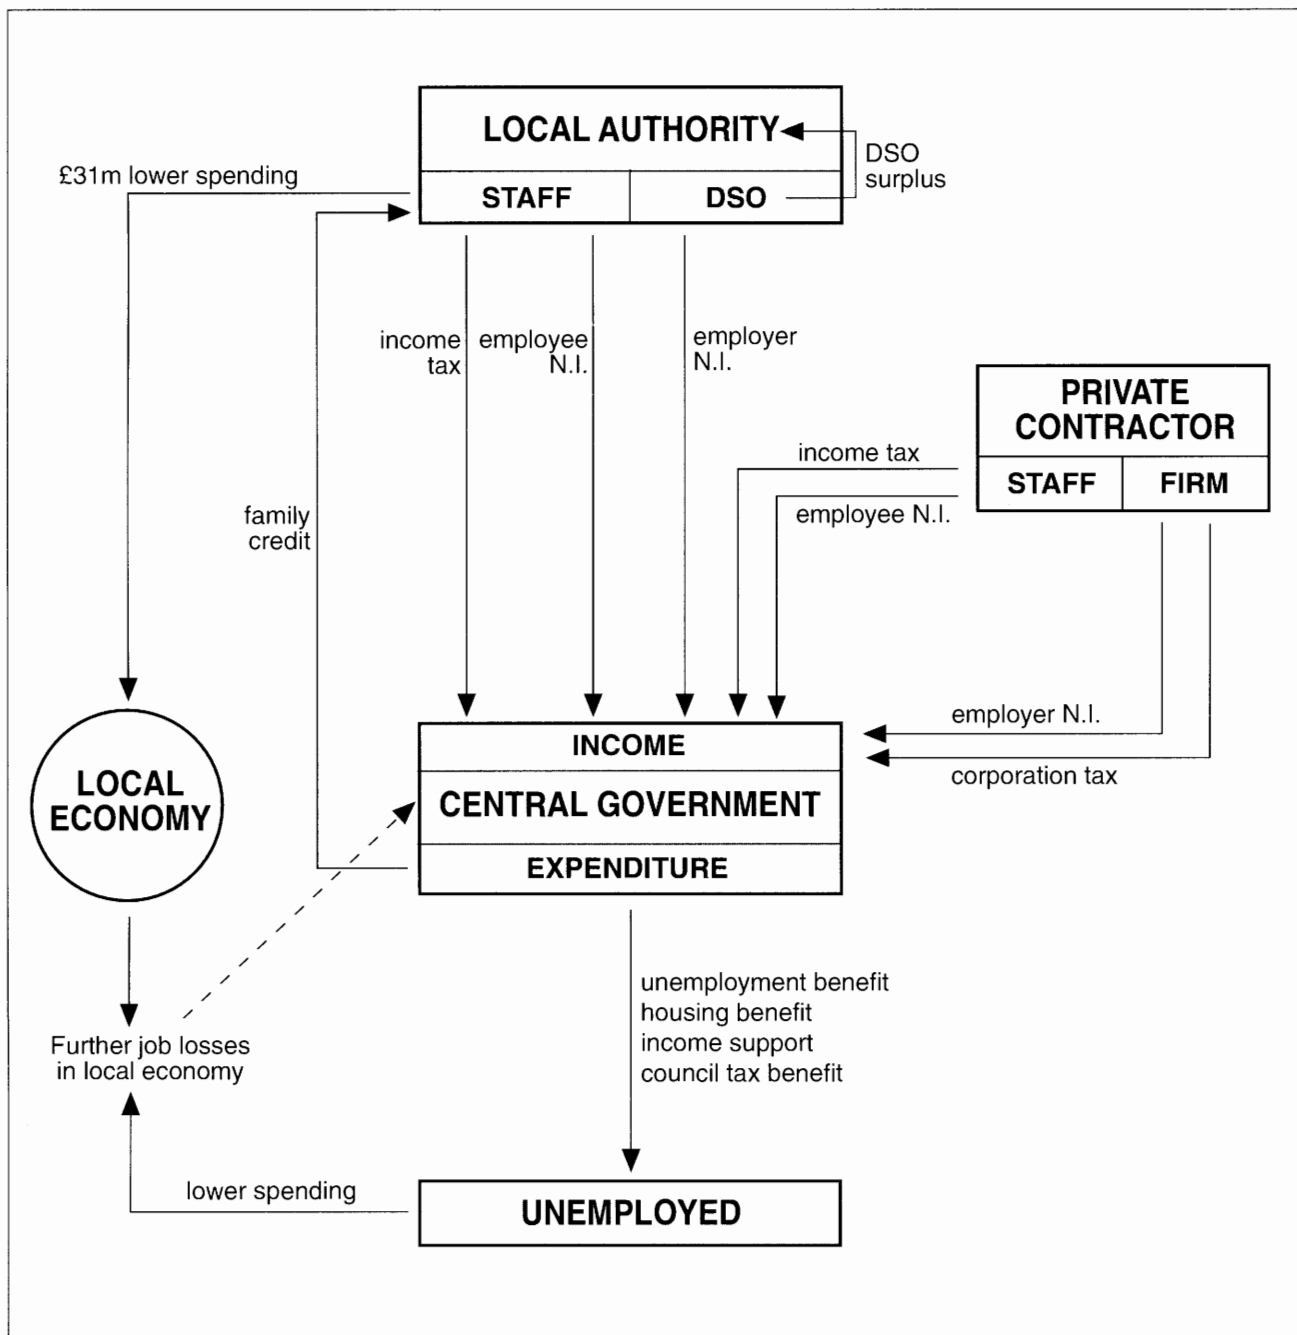 LOCAL AUTHORITY
DSO
surplus
£31m lower spending
STAFF
DSO
income
tax
employee
N.I.
employer
N.I.
PRIVATE
CONTRACTOR
STAFF
FIRM
income tax
employee N.I.
family
credit
employer N.I.
corporation tax
INCOME
CENTRAL GOVERNMENT
EXPENDITURE
LOCAL
ECONOMY
unemployment benefit
housing benefit
income support
council tax benefit
Further job losses
in local economy
lower spending
UNEMPLOYED